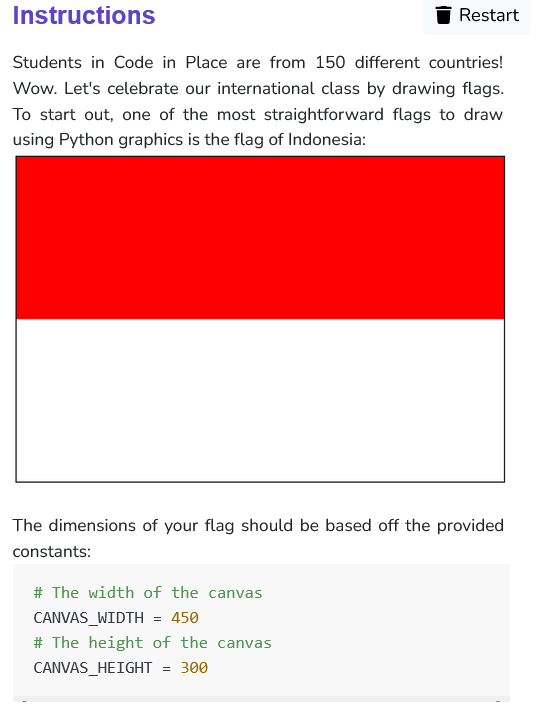 Instructions
Restart
Students in Code in Place are from 150 different countries!
Wow. Let's celebrate our international class by drawing flags.
To start out, one of the most straightforward flags to draw
using Python graphics is the flag of Indonesia:
The dimensions of your flag should be based off the provided
constants:
# The width of the canvas
CANVAS_WIDTH = 450
# The height of the canvas
CANVAS_HEIGHT = 300